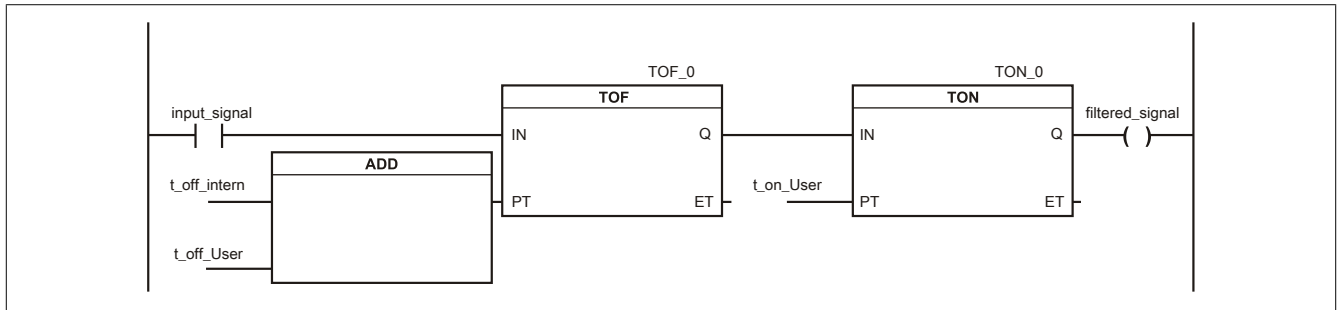 TOF_0
TON_0
TOF
TON
input_signal
filtered_signal
IN
Q
IN
Q
ADD
t_off_intern
t_on_User
PT
ET
PT
ET
t_off_User